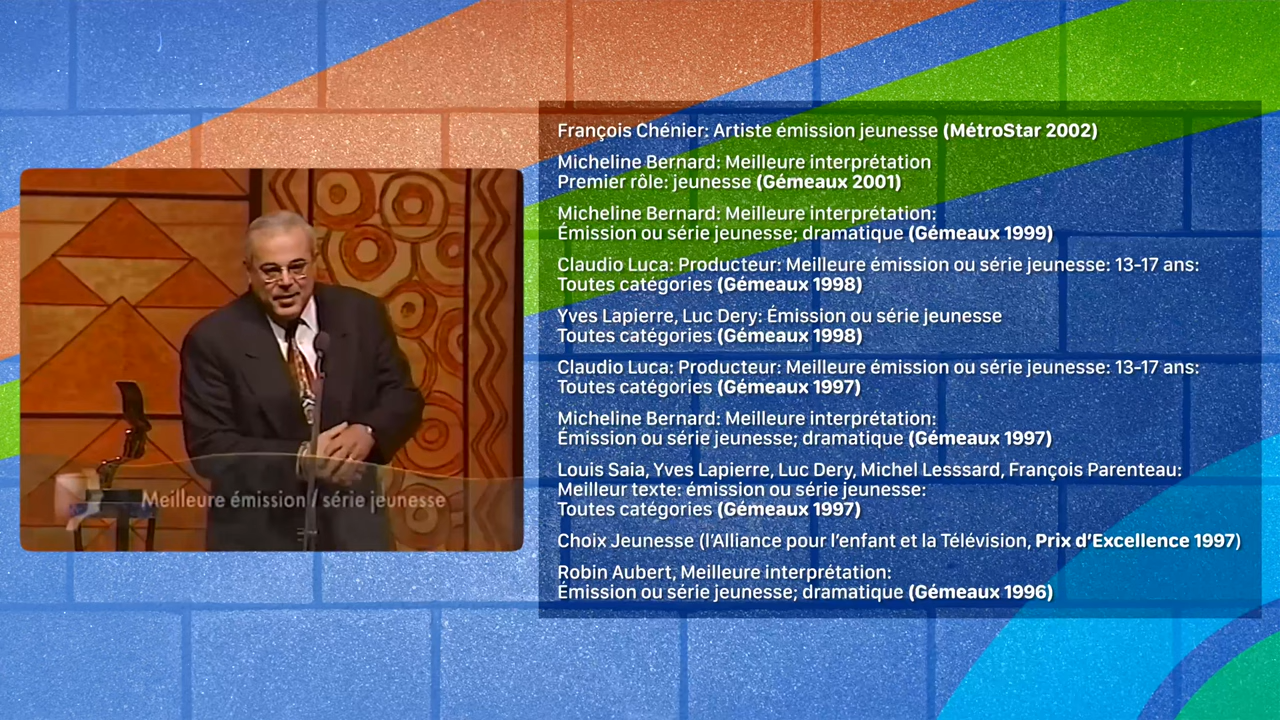 François Chénier: Artiste émission jeunesse (MétroStar 2002)
Micheline Bernard: Meilleure interprétation
Premier rôle: jeunesse (Gémeaux 2001)
Micheline Bernard: Meilleure interprétation:
Émission ou série jeunesse; dramatique (Gémeaux 1999)
Claudio Luca: Producteur: Meilleure émission ou série jeunesse: 13-17 ans:
Toutes catégories (Gémeaux 1998)
Yves Lapierre, Luc Dery: Émission ou série jeunesse
Toutes catégories (Gémeaux 1998)
Claudio Luca: Producteur: Meilleure émission ou série jeunesse: 13-17 ans:
Toutes catégories (Gémeaux 1997)
Micheline Bernard: Meilleure interprétation:
Émission ou série jeunesse; dramatique (Gémeaux 1997)
Louis Saia, Yves Lapierre, Luc Dery, Michel Lesssard, François Parenteau:
Meilleur texte: émission ou série jeunesse:
Toutes catégories (Gémeaux 1997)
Choix Jeunesse (l'Alliance pour l'enfant et la Télévision, Prix d'Excellence 1997)
Robin Aubert, Meilleure interprétation:
Émission ou série jeunesse; dramatique (Gémeaux 1996)
Meilleure émission / série jeunesse